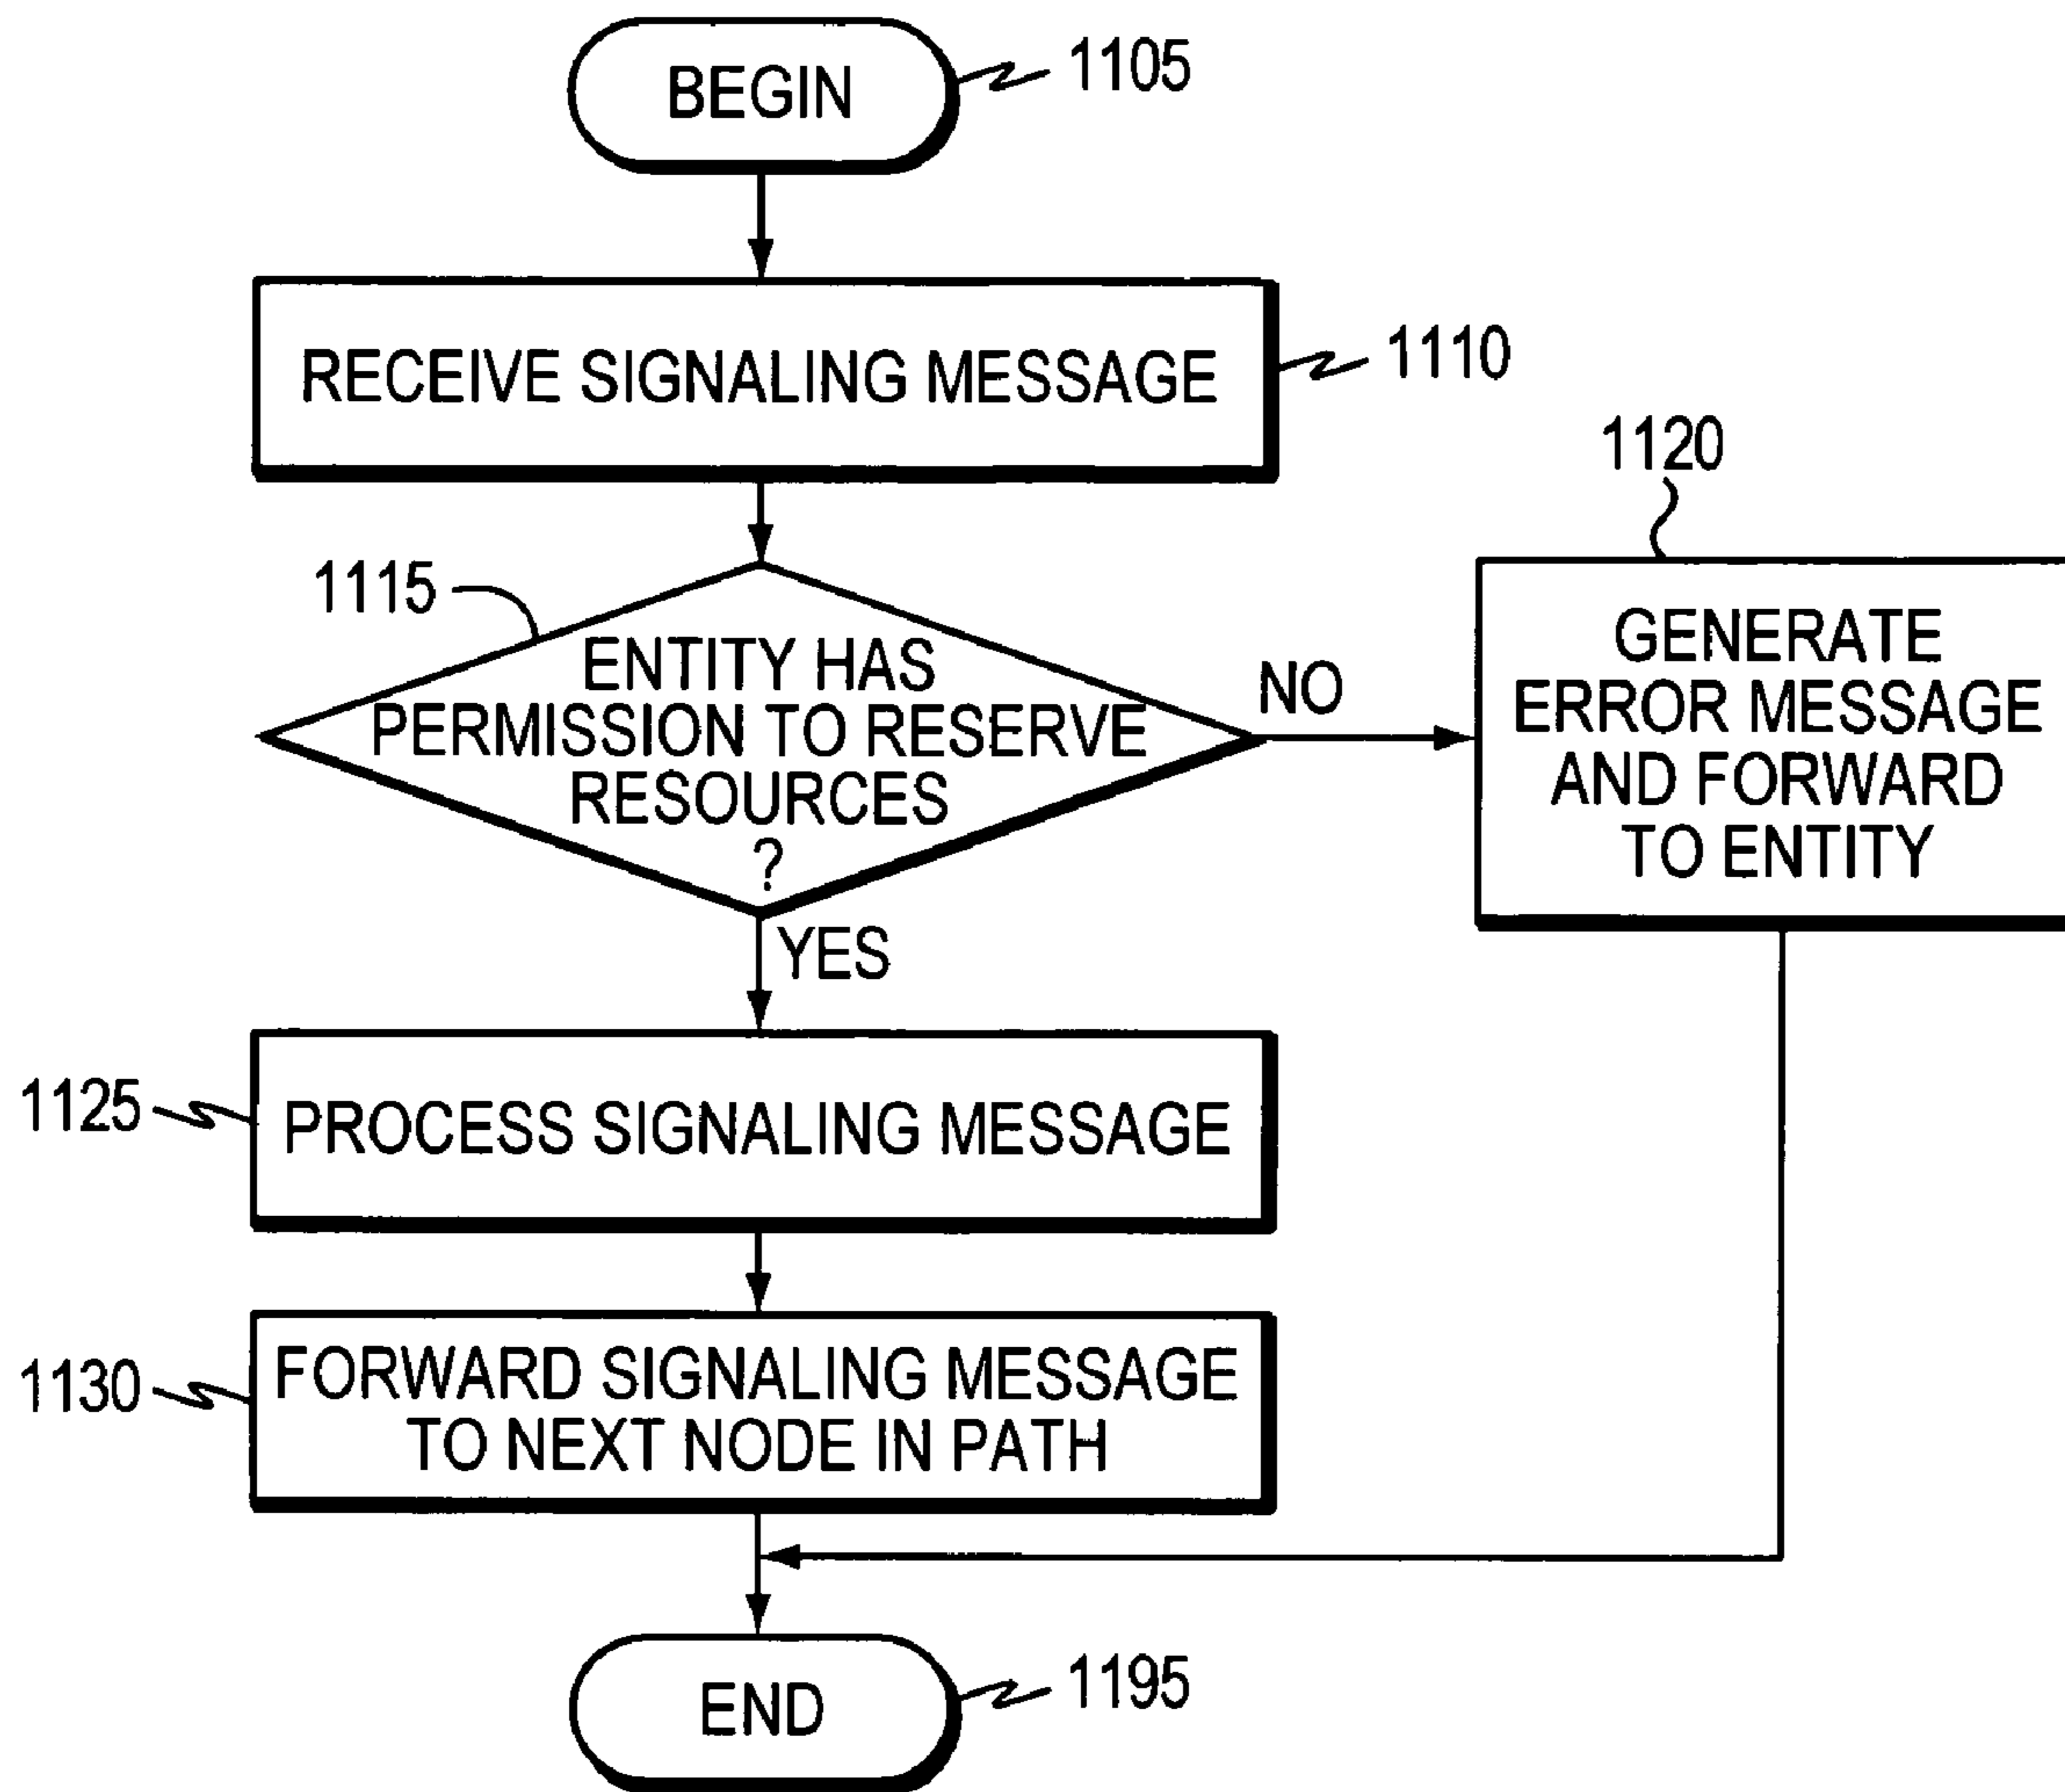 BEGIN
1105
RECEIVE SIGNALING MESSAGE
1110
1115
ENTITY HAS
PERMISSION TO RESERVE
RESOURCES
?
NO
1120
GENERATE
ERROR MESSAGE
AND FORWARD
TO ENTITY
YES
1125
PROCESS SIGNALING MESSAGE
1130
FORWARD SIGNALING MESSAGE
TO NEXT NODE IN PATH
END
1195